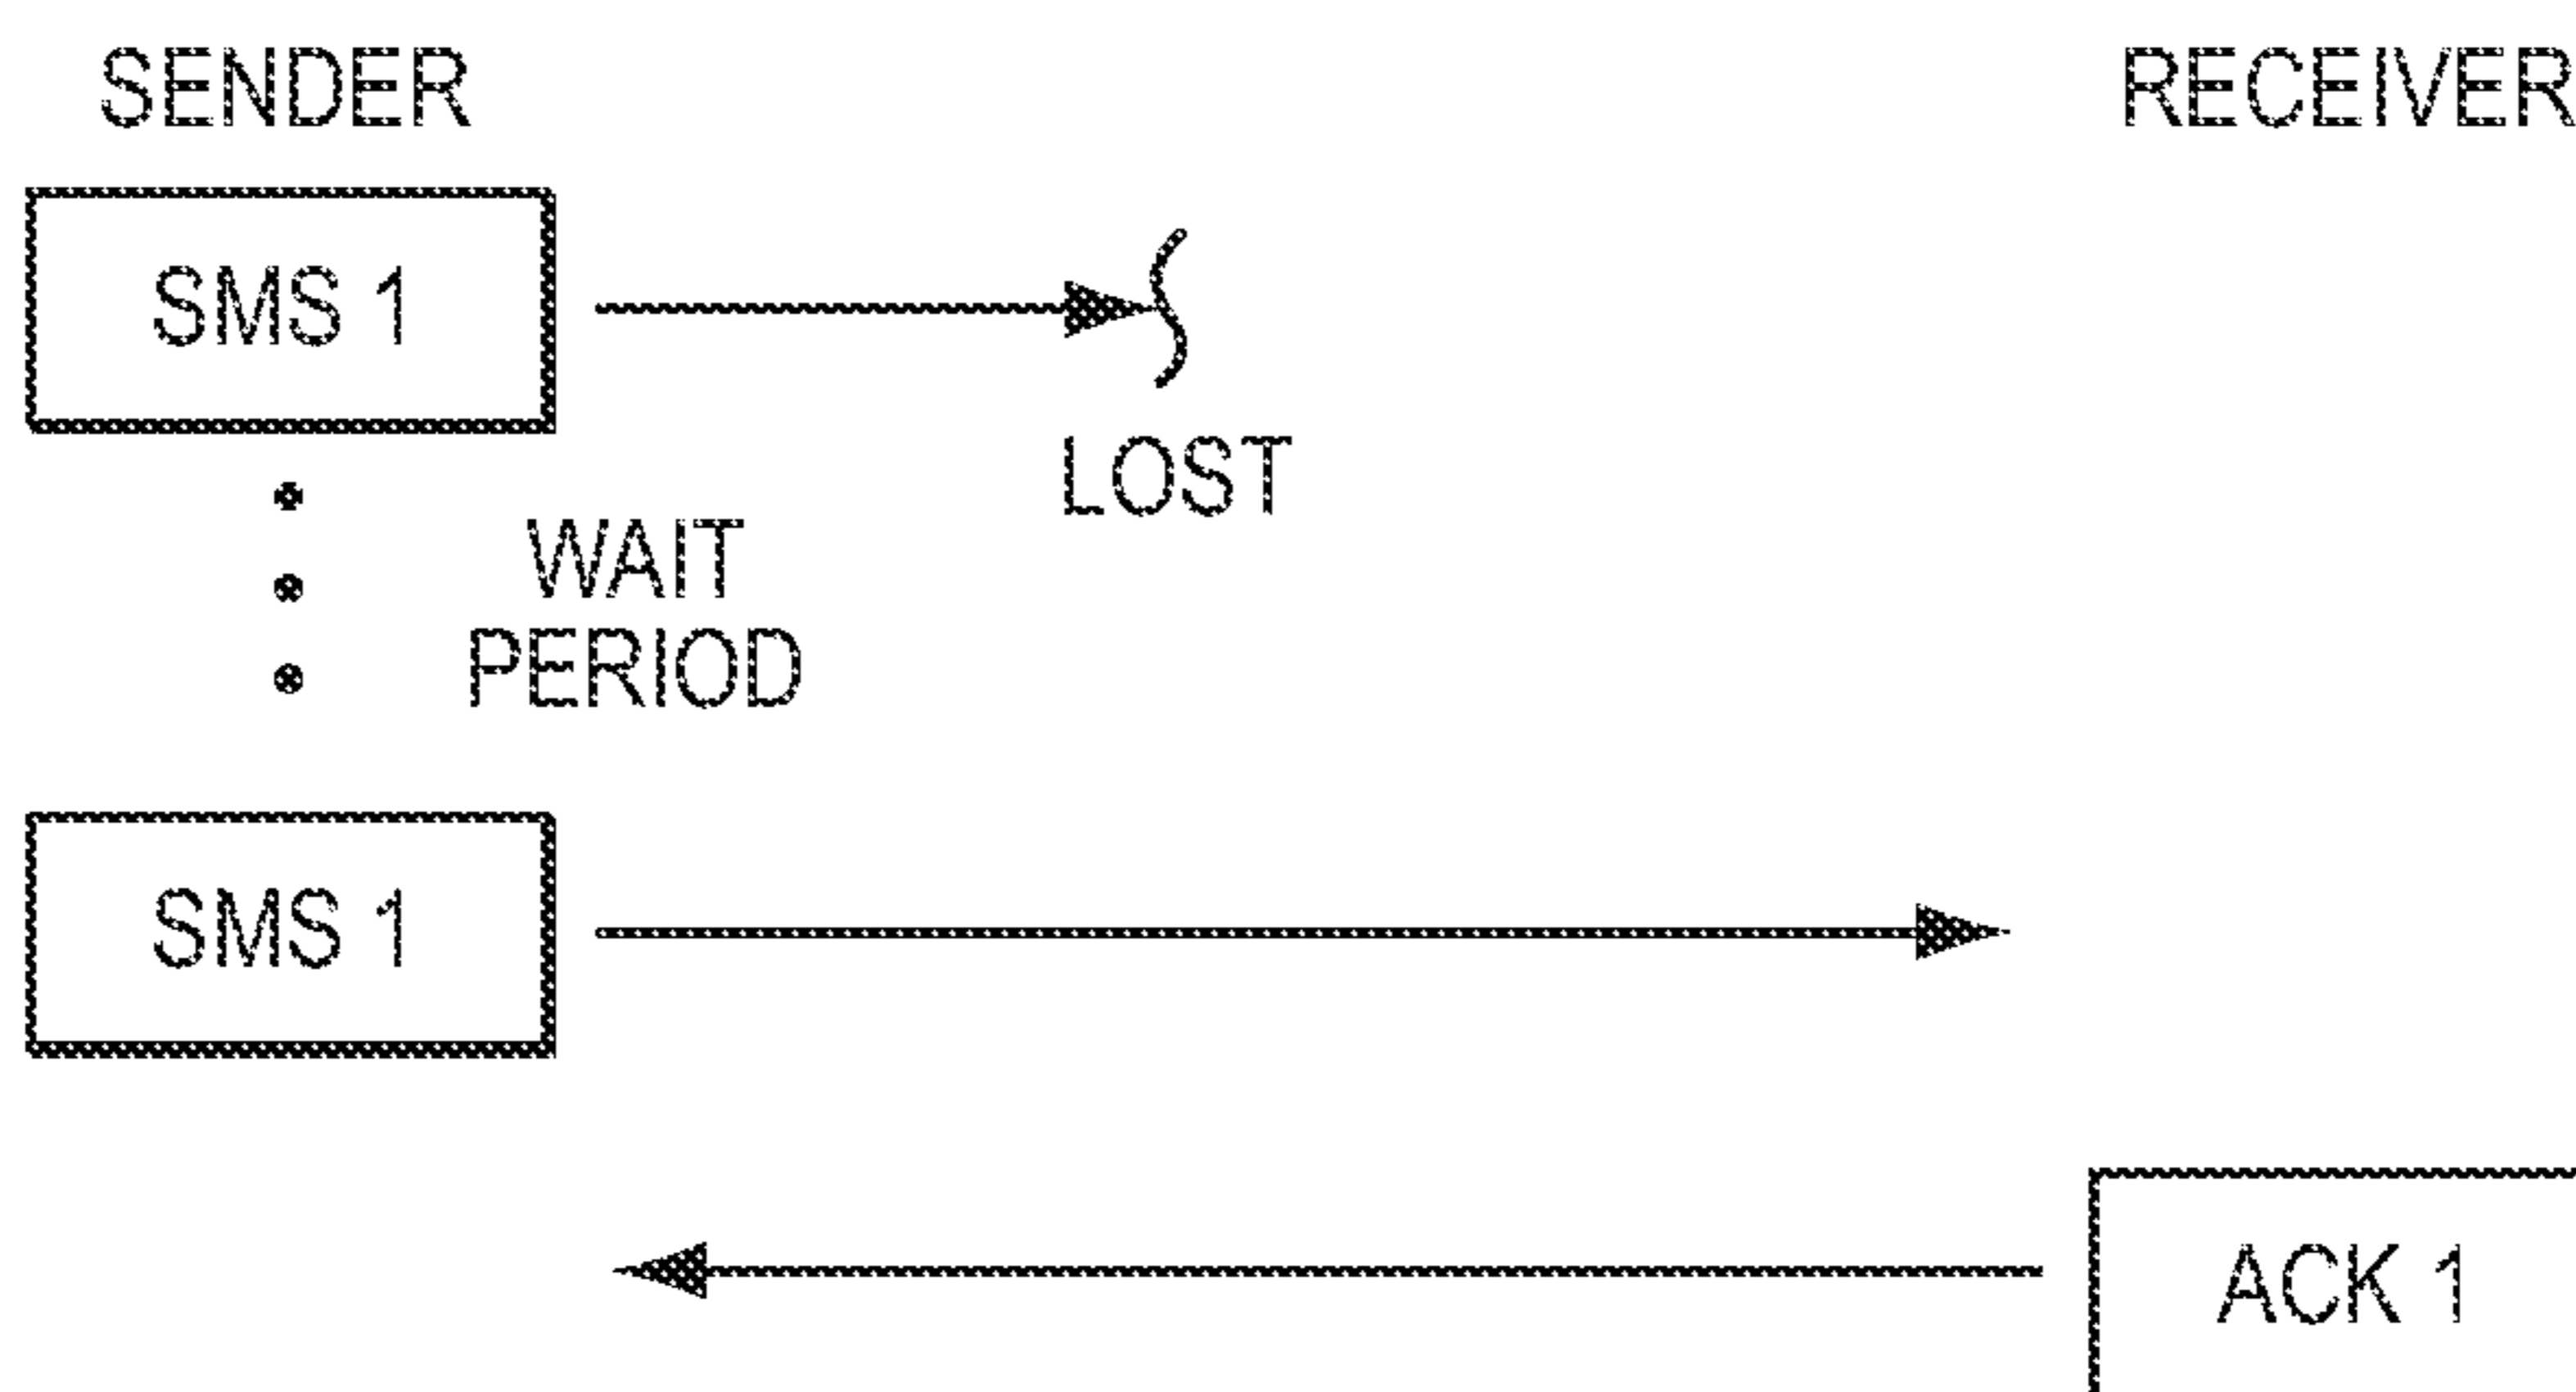 SENDER
RECEIVER
SMS 1
LOST
WAIT
PERIOD
SMS 1
ACK 1